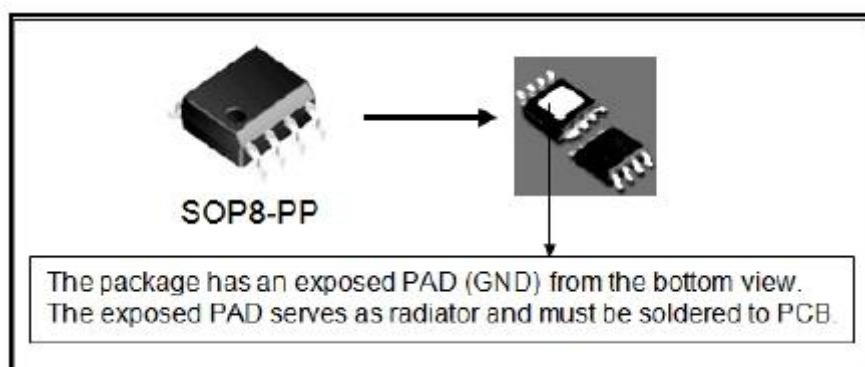 SOP8-PP
The package has an exposed PAD (GND) from the bottom view.
The exposed PAD serves as radiator and must be soldered to PCB.